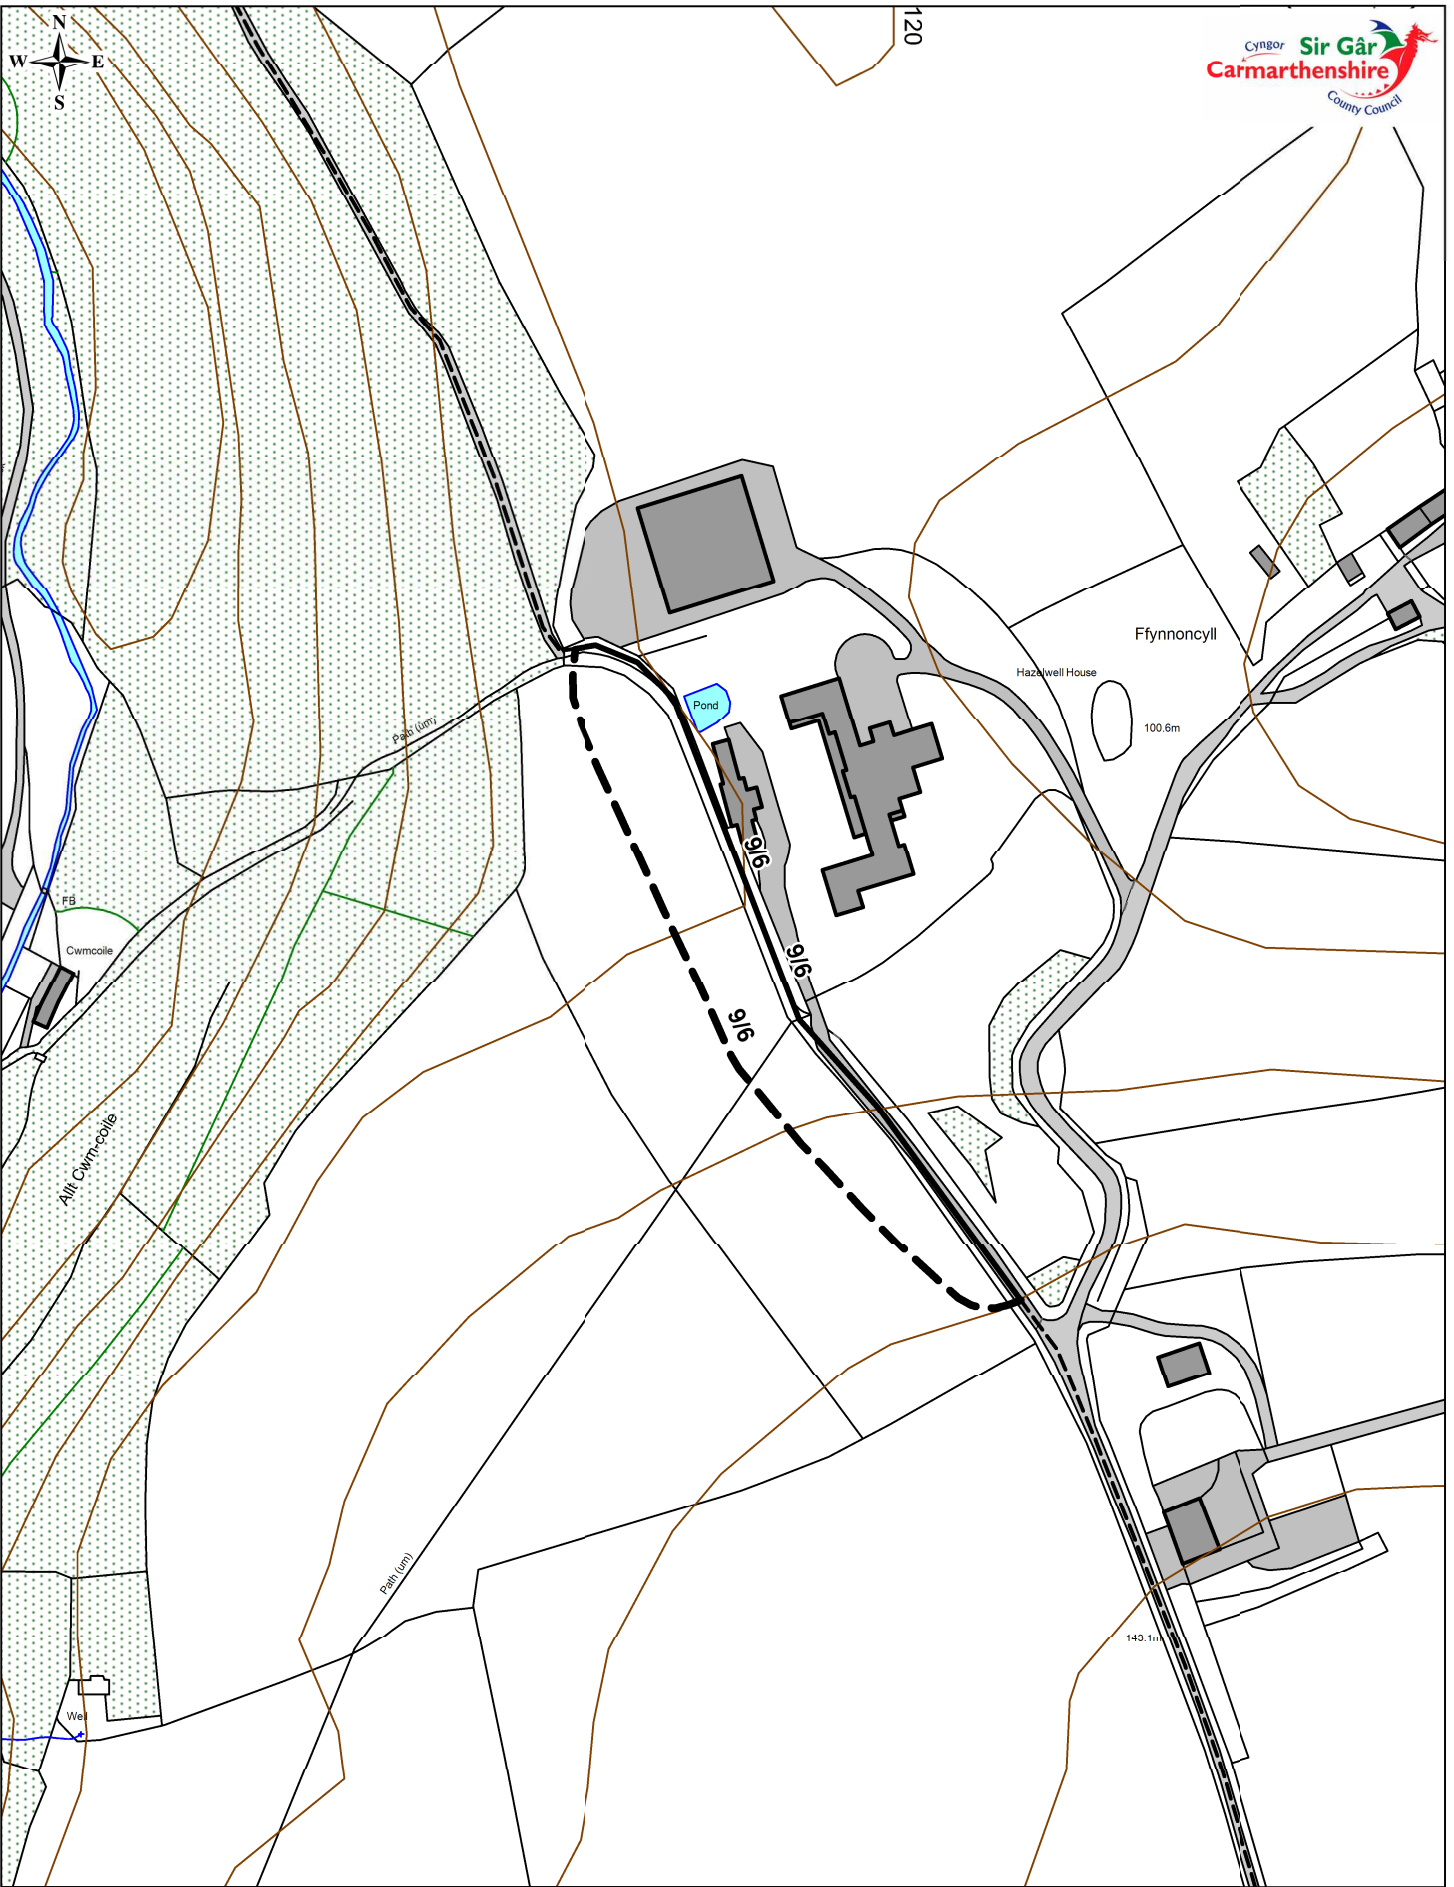 N
W E
S
120
Cyngor Sir Gâr
Carmarthenshire
County Council
Ffynnoncyll
Hazelwell House
100.6m
Pond
Path (um)
9/6
9/6
9/6
FB
Cwmcoile
Allt Cwm-coile
Path (um)
Well